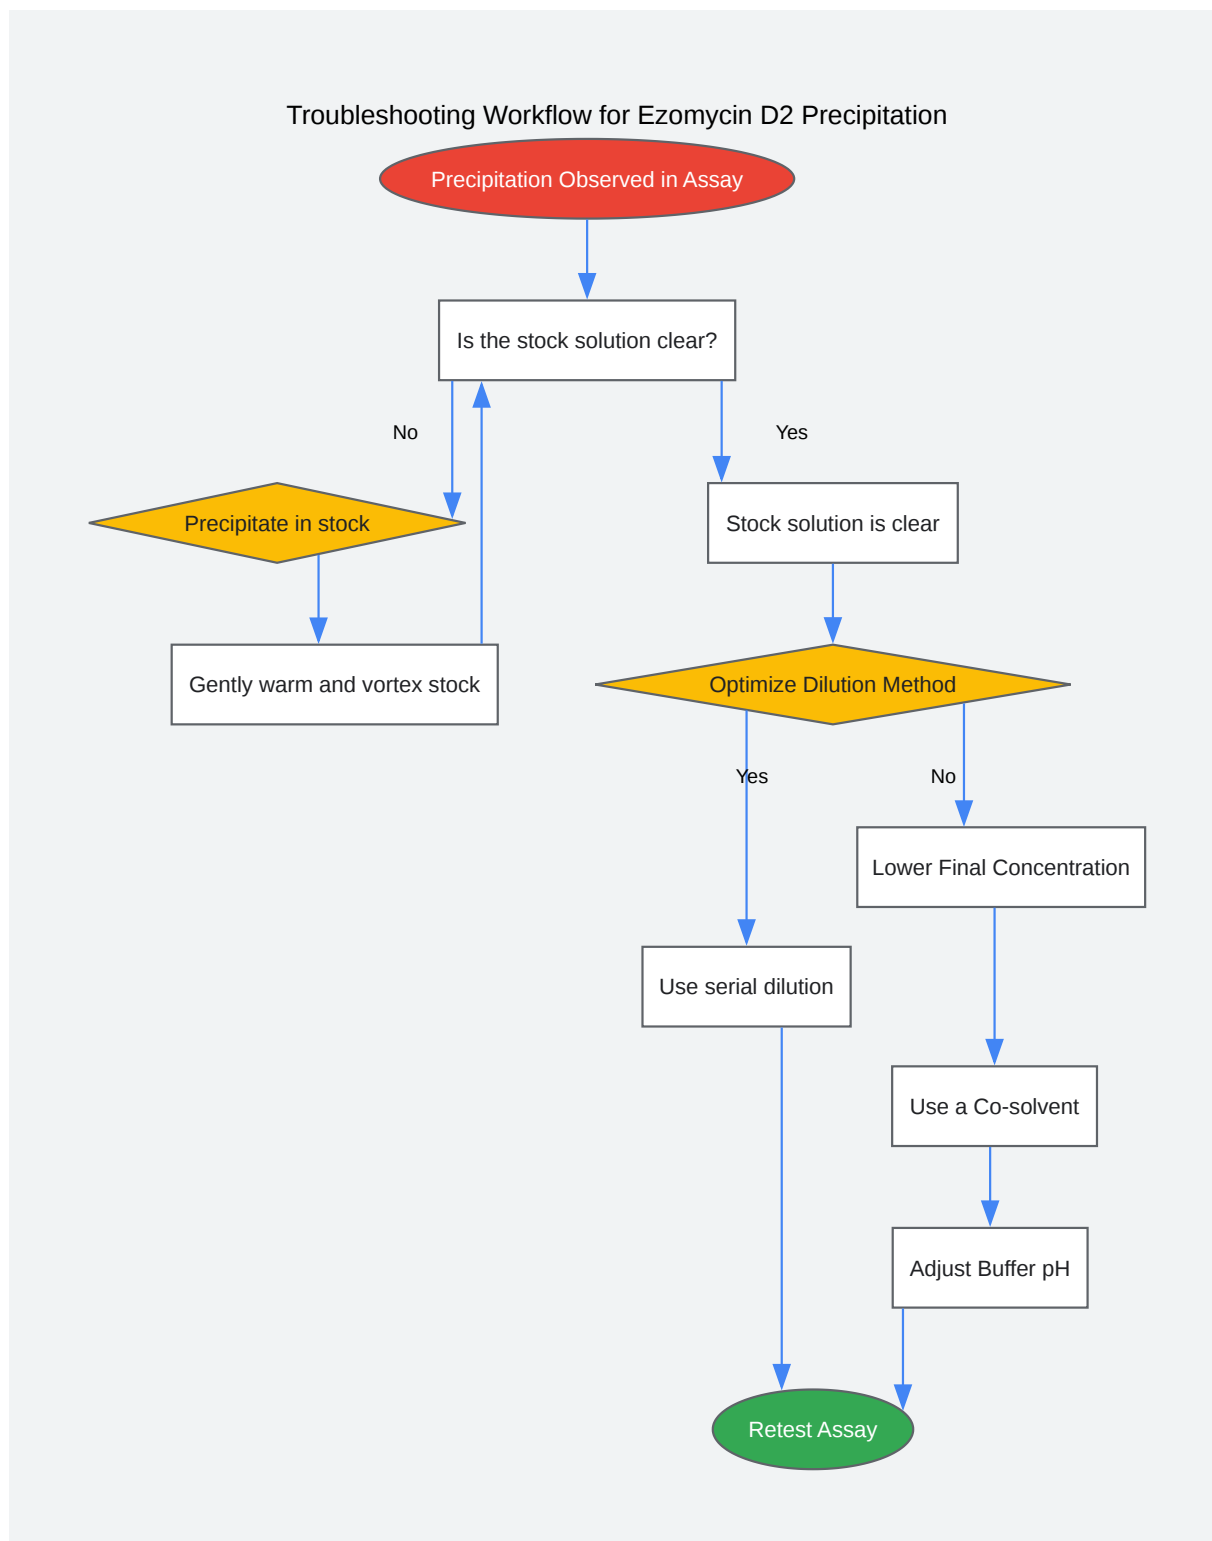 Troubleshooting Workflow for Ezomycin D2 Precipitation
Precipitation Observed in Assay
Is the stock solution clear?
No
Yes
Precipitate in stock
Stock solution is clear
Gently warm and vortex stock
Optimize Dilution Method
Yes
No
Lower Final Concentration
Use serial dilution
Use a Co-solvent
Adjust Buffer pH
Retest Assay